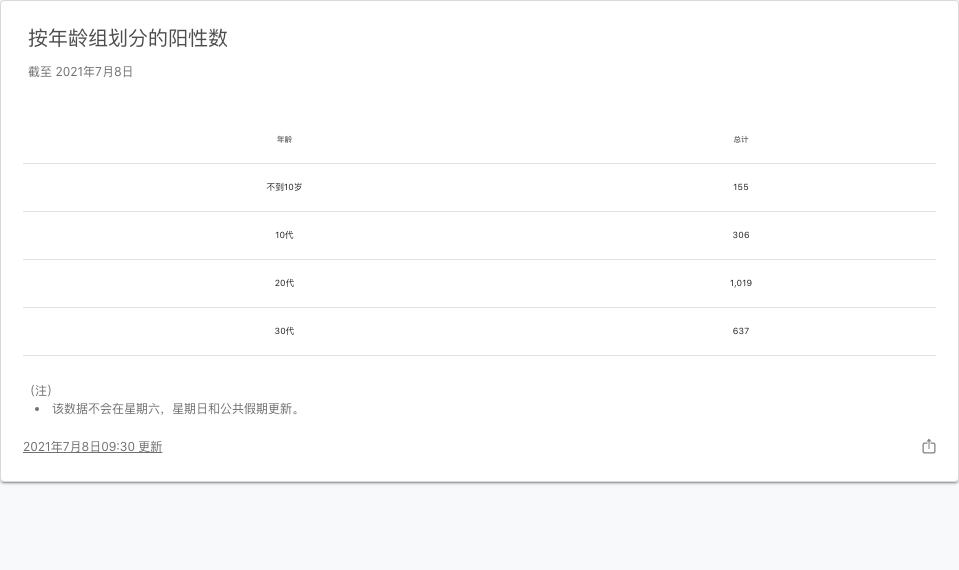 按年龄组划分的阳性数
截至 2021年7月8日
年龄 总计
不到10岁 155
10代 306
20代 1,019
30代 637
（注）
• 该数据不会在星期六，星期日和公共假期更新。
2021年7月8日09:30 更新